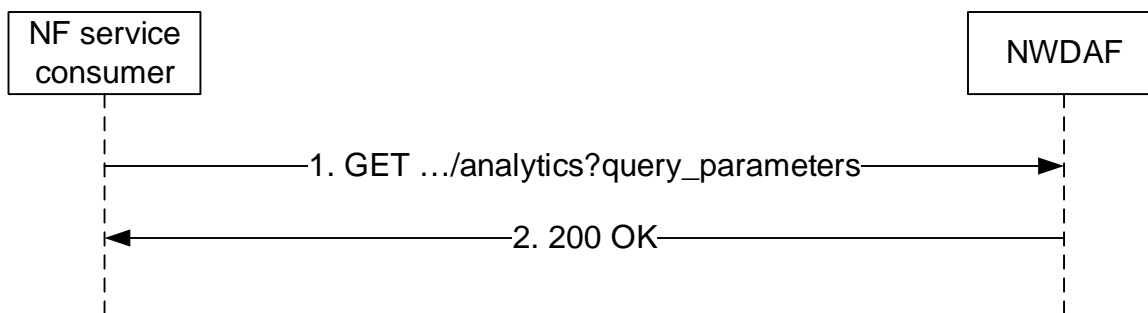 NF service
consumer
NWDAF
1. GET …/analytics?query_parameters
2. 200 OK